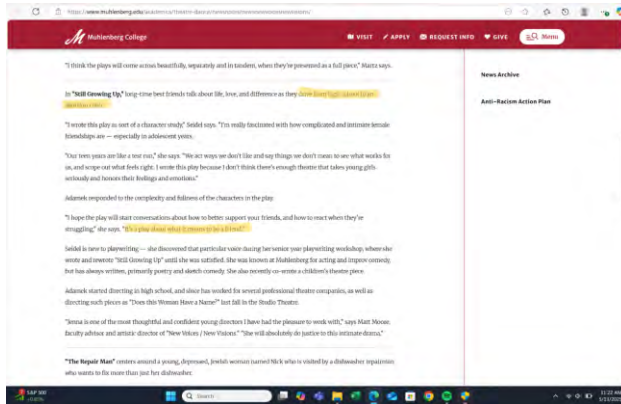 https://www.muhlenberg.edu/academics/theatre-dance/
Muhlenberg College
VISIT
APPLY
REQUEST INFO
GIVE
Menu
"I think the plays will come across beautifully, separately and in tandem, when they're presented as a full piece," Martz says.
In "Still Growing Up," long-time best friends talk about life, love, and difference as they drive from high school
"I wrote this play as sort of a character study," Seidel says. "I'm really fascinated with how complicated and intimate female
friendships are — especially in adolescent years.
"Our teen years are like a test run," she says. "We act ways we don't like and say things we don't mean to see what works for
us, and scope out what feels right. I wrote this play because I don't think there's enough theatre that takes young girls
seriously and honors their feelings and emotions."
Adamek responded to the complexity and fullness of the characters in the play.
"I hope the play will start conversations about how to better support your friends, and how to react when they're
struggling," she says. "It's a play about what it means to be a friend."
Seidel is new to playwriting — she discovered that particular voice during her senior year playwriting workshop, where she
wrote and rewrote "Still Growing Up" until she was satisfied. She was known at Muhlenberg for acting and improv comedy,
but has always written, primarily poetry and sketch comedy. She also recently co-wrote a children's theatre piece.
Adamek started directing in high school, and since has worked for several professional theatre companies, as well as
directing such pieces as "Does this Woman Have a Name?" last fall in the Studio Theatre.
"Jenna is one of the most thoughtful and confident young directors I have had the pleasure to work with," says Matt Moore,
faculty advisor and artistic director of "New Voices / New Visions." "She will absolutely do justice to this intimate drama."
"The Repair Man" centers around a young, depressed, Jewish woman named Nick who is visited by a dishwasher repairman
who wants to fix more than just her dishwasher.
News Archive
Anti-Racism Action Plan
S&P 500
Search
11:22 AM